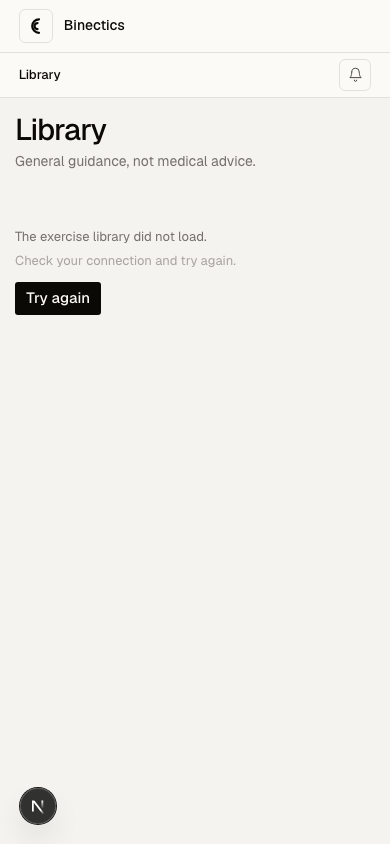 Binectics
Library
Library
General guidance, not medical advice.
The exercise library did not load.
Check your connection and try again.
Try again
N